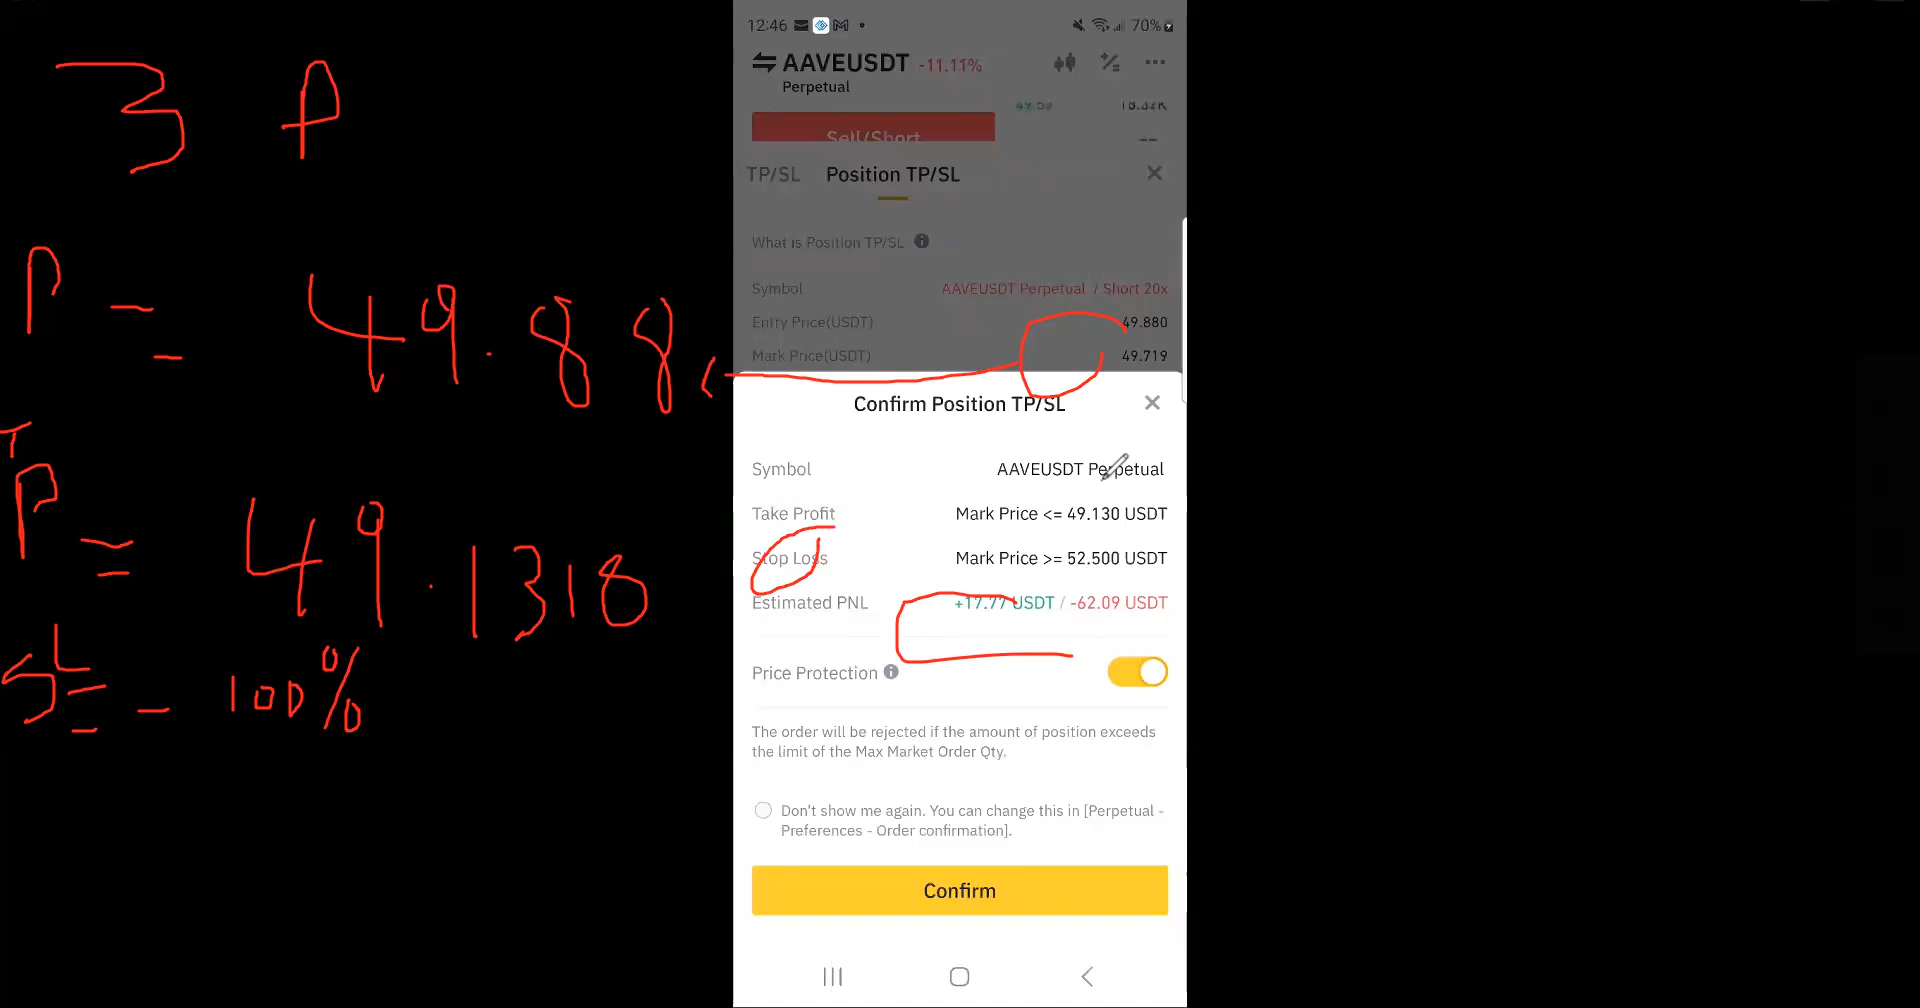 3 P
P = 49.88
TP = 49.1318
SL = - 100%
12:46 70%
AAVEUSDT -11.11%
Perpetual
Sell/Short
--
TP/SL Position TP/SL
What is Position TP/SL
Symbol AAVEUSDT Perpetual / Short 20x
Entry Price(USDT) 49.880
Mark Price(USDT) 49.719
Confirm Position TP/SL
Symbol AAVEUSDT Perpetual
Take Profit Mark Price <= 49.130 USDT
Stop Loss Mark Price >= 52.500 USDT
Estimated PNL +17.77 USDT / -62.09 USDT
Price Protection
The order will be rejected if the amount of position exceeds
the limit of the Max Market Order Qty.
Don't show me again. You can change this in [Perpetual -
Preferences - Order confirmation].
Confirm